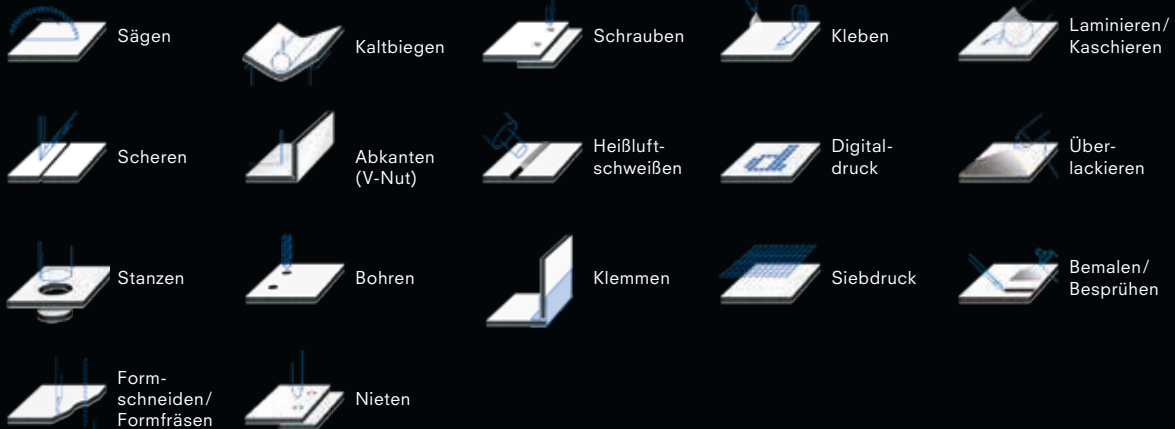 Sägen
Kaltbiegen
Schrauben
Kleben
Laminieren/
Kaschieren
Scheren
Abkanten
(V-Nut)
Heißluft-
schweißen
Digital-
druck
Über-
lackieren
Stanzen
Bohren
Klemmen
Siebdruck
Bemalen/
Besprühen
Form-
schneiden/
Formfräsen
Nieten